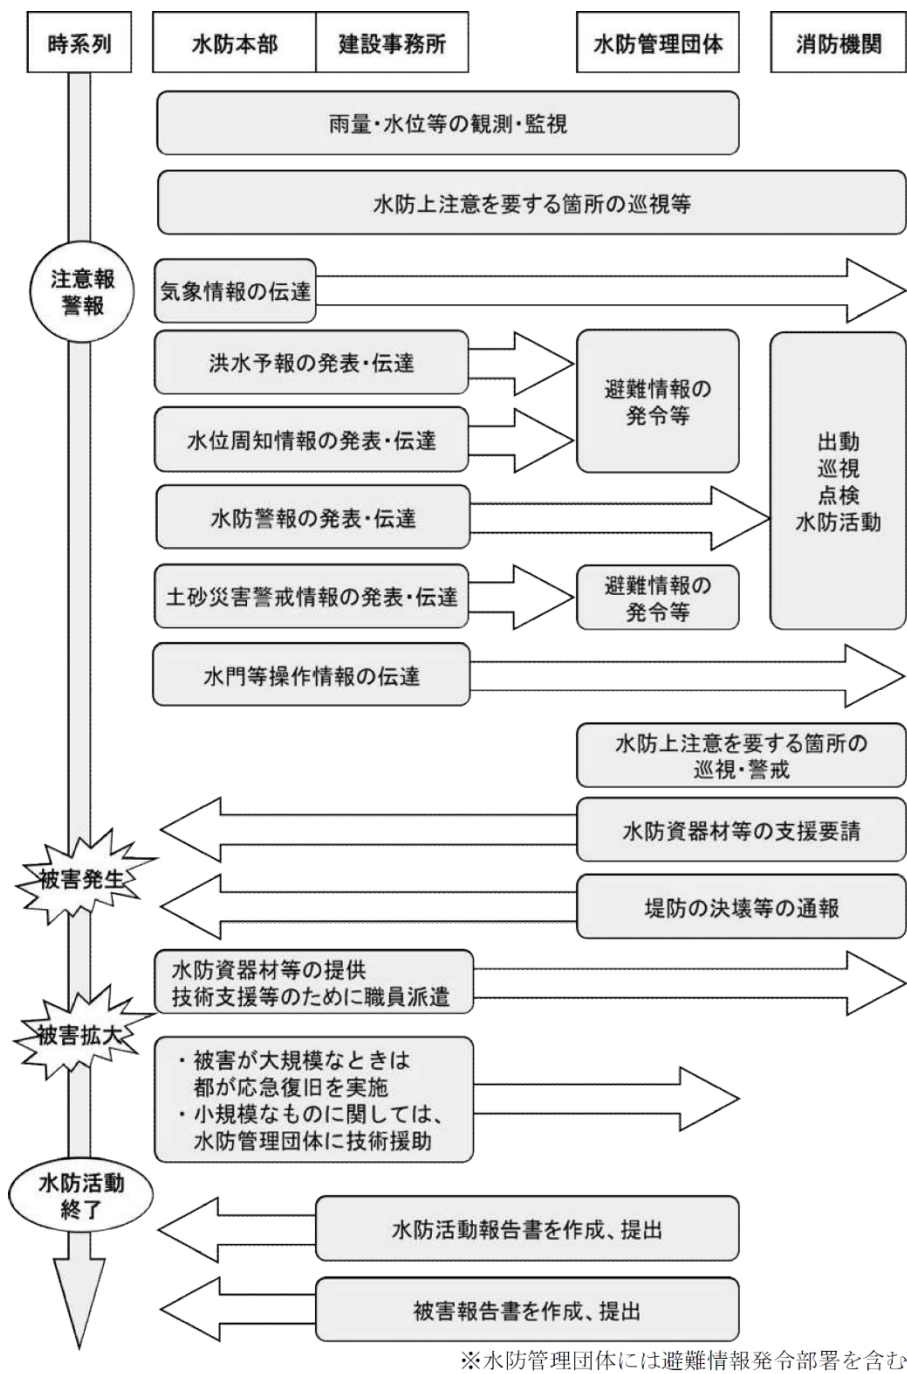 時系列
水防本部
建設事務所
水防管理団体
消防機関
雨量・水位等の観測・監視
水防上注意を要する箇所の巡視等
注意報
警報
気象情報の伝達
洪水予報の発表・伝達
避難情報の
発令等
水位周知情報の発表・伝達
出動
巡視
点検
水防活動
水防警報の発表・伝達
土砂災害警戒情報の発表・伝達
避難情報の
発令等
水門等操作情報の伝達
水防上注意を要する箇所の
巡視・警戒
水防資器材等の支援要請
被害発生
堤防の決壊等の通報
水防資器材等の提供
技術支援等のために職員派遣
被害拡大
・被害が大規模なときは
都が応急復旧を実施
・小規模なものに関しては、
水防管理団体に技術援助
水防活動
終了
水防活動報告書を作成、提出
被害報告書を作成、提出
※水防管理団体には避難情報発令部署を含む